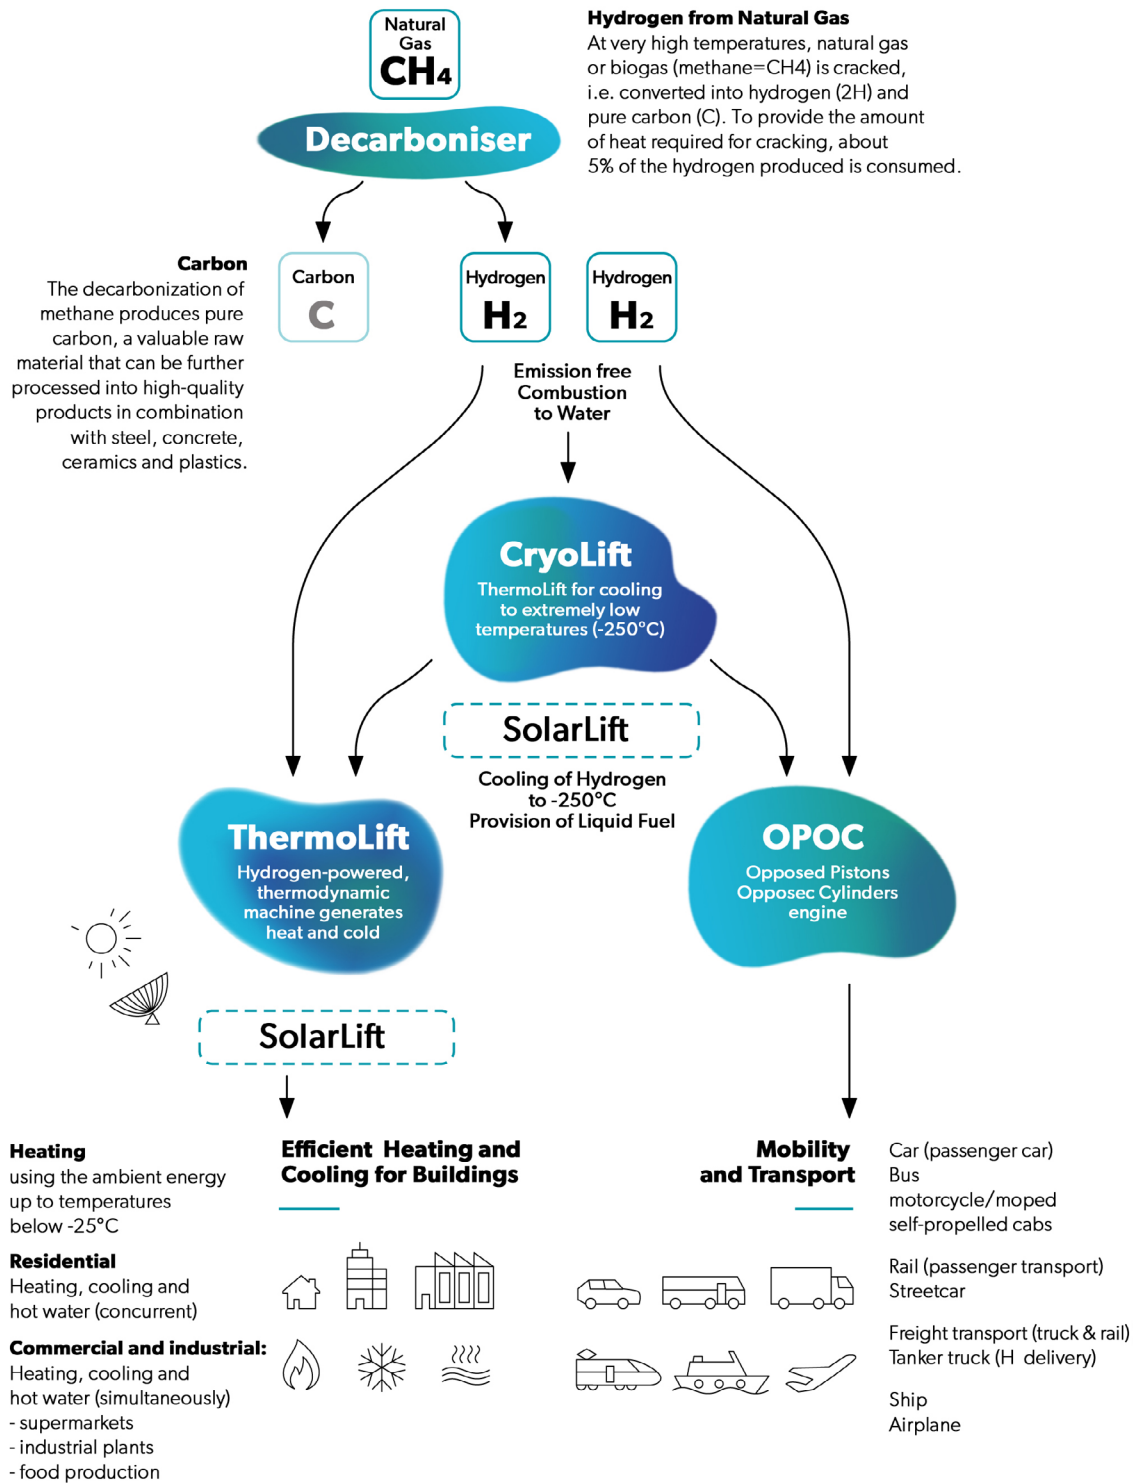 Natural
Gas
CH4
Decarboniser
Hydrogen from Natural Gas
At very high temperatures, natural gas
or biogas (methane=CH4) is cracked,
i.e. converted into hydrogen (2H) and
pure carbon (C). To provide the amount
of heat required for cracking, about
5% of the hydrogen produced is consumed.
Carbon
The decarbonization of
methane produces pure
carbon, a valuable raw
material that can be further
processed into high-quality
products in combination
with steel, concrete,
ceramics and plastics.
Carbon
C
Hydrogen
H2
Hydrogen
H2
Emission free
Combustion
to Water
CryoLift
ThermoLift for cooling
to extremely low
temperatures (-250°C)
SolarLift
Cooling of Hydrogen
to -250°C
Provision of Liquid Fuel
ThermoLift
Hydrogen-powered,
thermodynamic
machine generates
heat and cold
OPOC
Opposed Pistons
Opposec Cylinders
engine
SolarLift
Heating
using the ambient energy
up to temperatures
below -25°C
Residential
Heating, cooling and
hot water (concurrent)
Commercial and industrial:
Heating, cooling and
hot water (simultaneously)
- supermarkets
- industrial plants
- food production
Efficient Heating and
Cooling for Buildings
Mobility
and Transport
Car (passenger car)
Bus
motorcycle/moped
self-propelled cabs
Rail (passenger transport)
Streetcar
Freight transport (truck & rail)
Tanker truck (H delivery)
Ship
Airplane